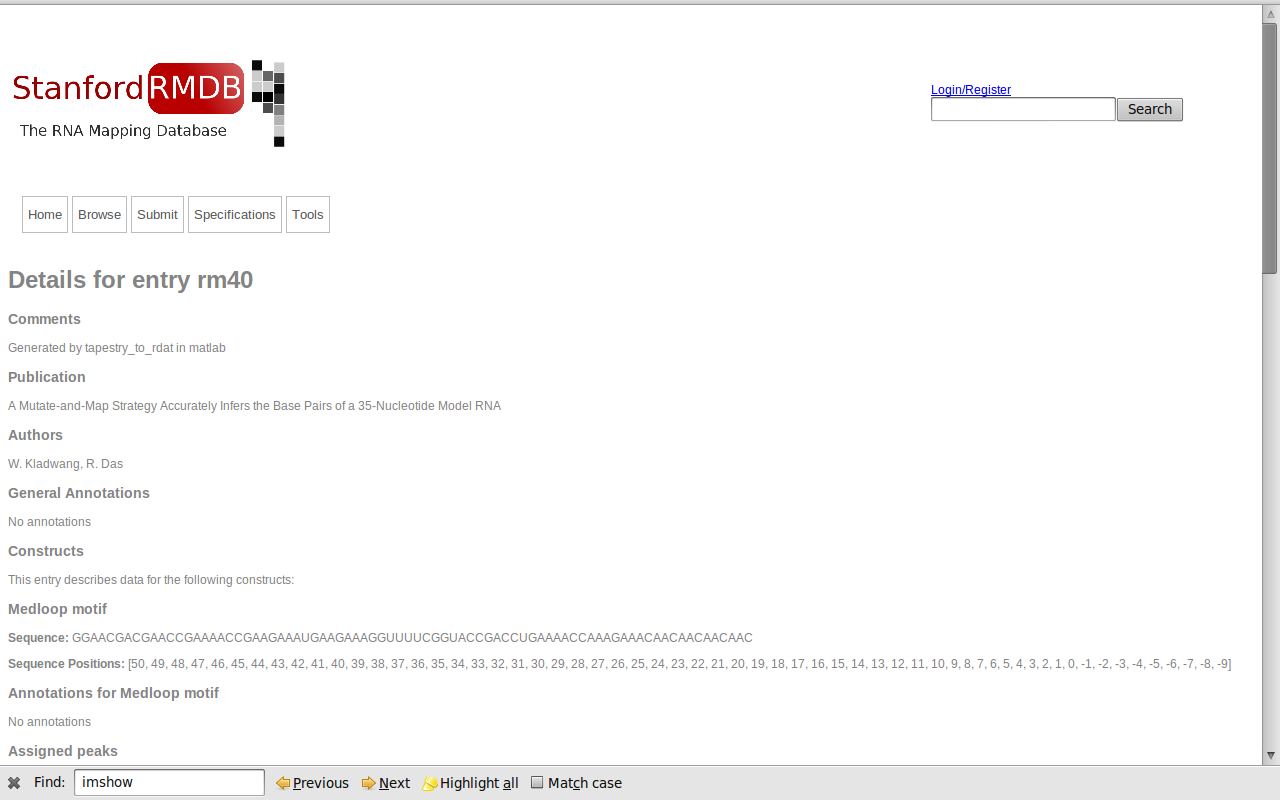 StanfordRMDB
The RNA Mapping Database
Login/Register
Search
Home Browse Submit Specifications Tools
Details for entry rm40
Comments
Generated by tapestry_to_rdat in matlab
Publication
A Mutate-and-Map Strategy Accurately Infers the Base Pairs of a 35-Nucleotide Model RNA
Authors
W. Kladwang, R. Das
General Annotations
No annotations
Constructs
This entry describes data for the following constructs:
Medloop motif
Sequence: GGAACGACGAACCGAAAACCGAAGAAAUGAAGAAAGGUUUUCGGUACCGACCUGAAAACCAAAGAAACAACAACAACAAC
Sequence Positions: [50, 49, 48, 47, 46, 45, 44, 43, 42, 41, 40, 39, 38, 37, 36, 35, 34, 33, 32, 31, 30, 29, 28, 27, 26, 25, 24, 23, 22, 21, 20, 19, 18, 17, 16, 15, 14, 13, 12, 11, 10, 9, 8, 7, 6, 5, 4, 3, 2, 1, 0, -1, -2, -3, -4, -5, -6, -7, -8, -9]
Annotations for Medloop motif
No annotations
Assigned peaks
Find: imshow Previous Next Highlight all Match case